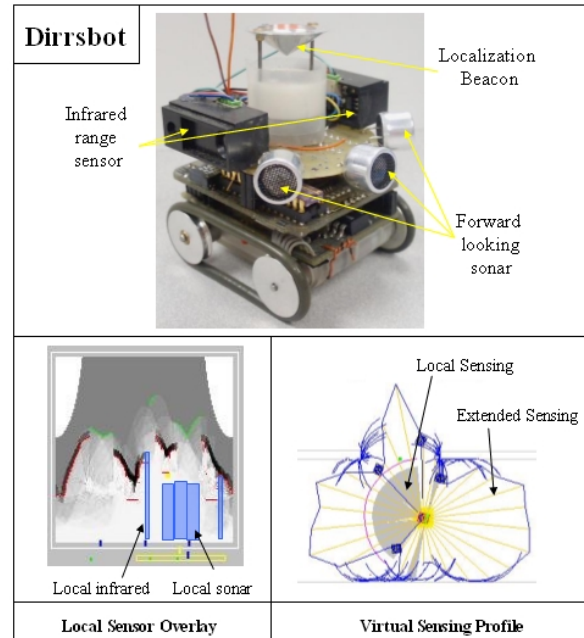 Dirrsbot
Localization
Beacon
Infrared
range
sensor
Forward
looking
sonar
Local Sensing
Extended Sensing
Local infrared
Local sonar
Local Sensor Overlay
Virtual Sensing Profile